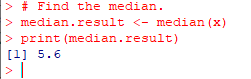 > # Find the median.
> median.result <- median(x)
> print(median.result)
[1] 5.6
>